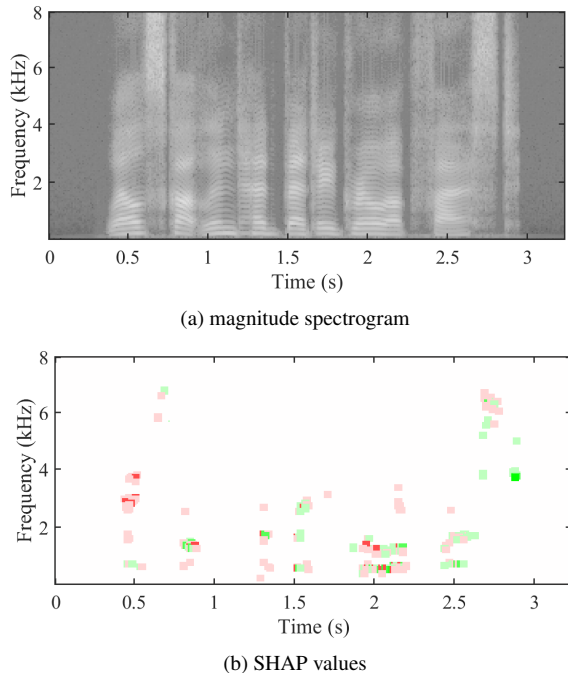 8
6
4
2
Frequency (kHz)
0 0.5 1 1.5 2 2.5 3
Time (s)
(a) magnitude spectrogram
8
6
4
2
Frequency (kHz)
0 0.5 1 1.5 2 2.5 3
Time (s)
(b) SHAP values